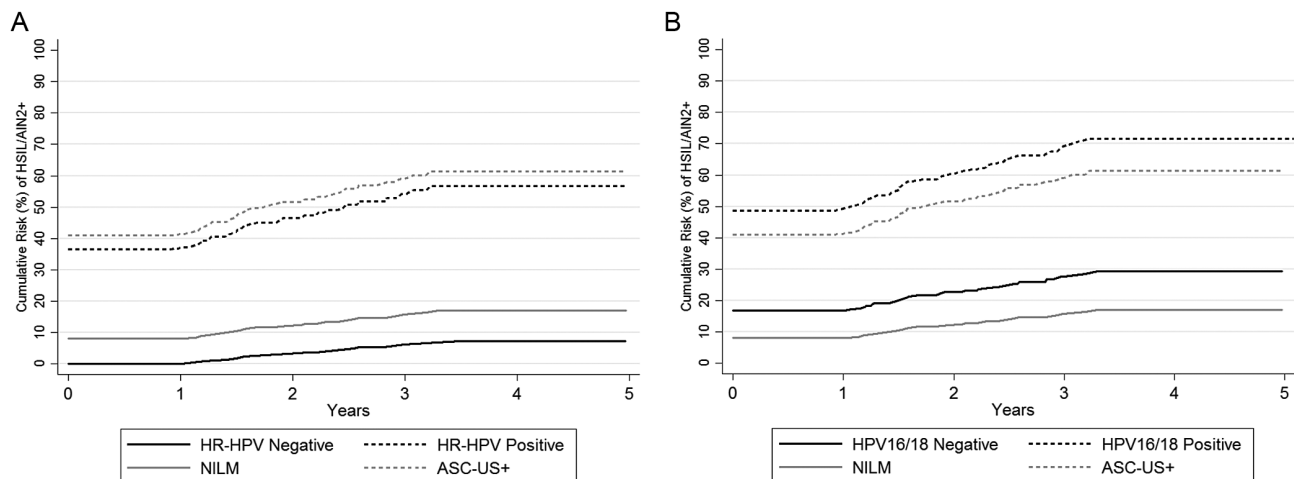 A
Cumulative Risk (%) of HSIL/AIN2+
100
90
80
70
60
50
40
30
20
10
0
0 1 2 3 4 5
Years
HR-HPV Negative HR-HPV Positive
NILM ASC-US+
B
Cumulative Risk (%) of HSIL/AIN2+
100
90
80
70
60
50
40
30
20
10
0
0 1 2 3 4 5
Years
HPV16/18 Negative HPV16/18 Positive
NILM ASC-US+